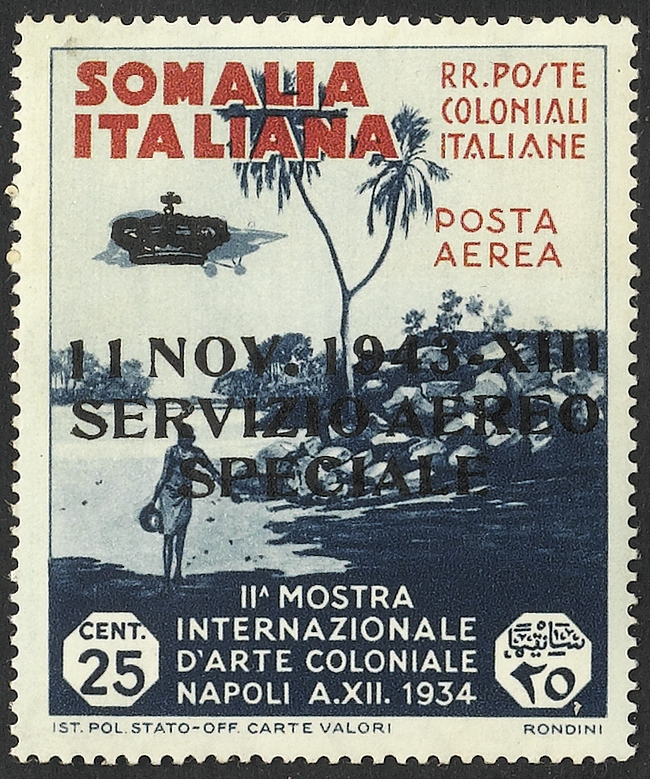 SOMALIA
ITALIANA
RR.POSTE
COLONIALI
ITALIANE
POSTA
AEREA
11 NOV. 1943-XIII
SERVIZIO AEREO
SPECIALE
IIᴬ MOSTRA
INTERNAZIONALE
D'ARTE COLONIALE
NAPOLI A.XII. 1934
CENT.
25
٢٥
IST. POL. STATO-OFF. CARTE VALORI
RONDINI